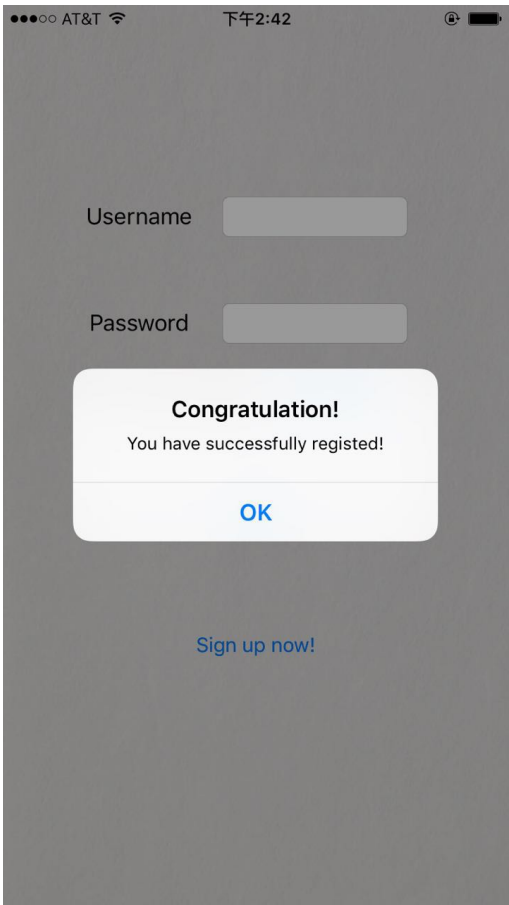 AT&T 下午2:42
Username
Password
Congratulation!
You have successfully registed!
OK
Sign up now!